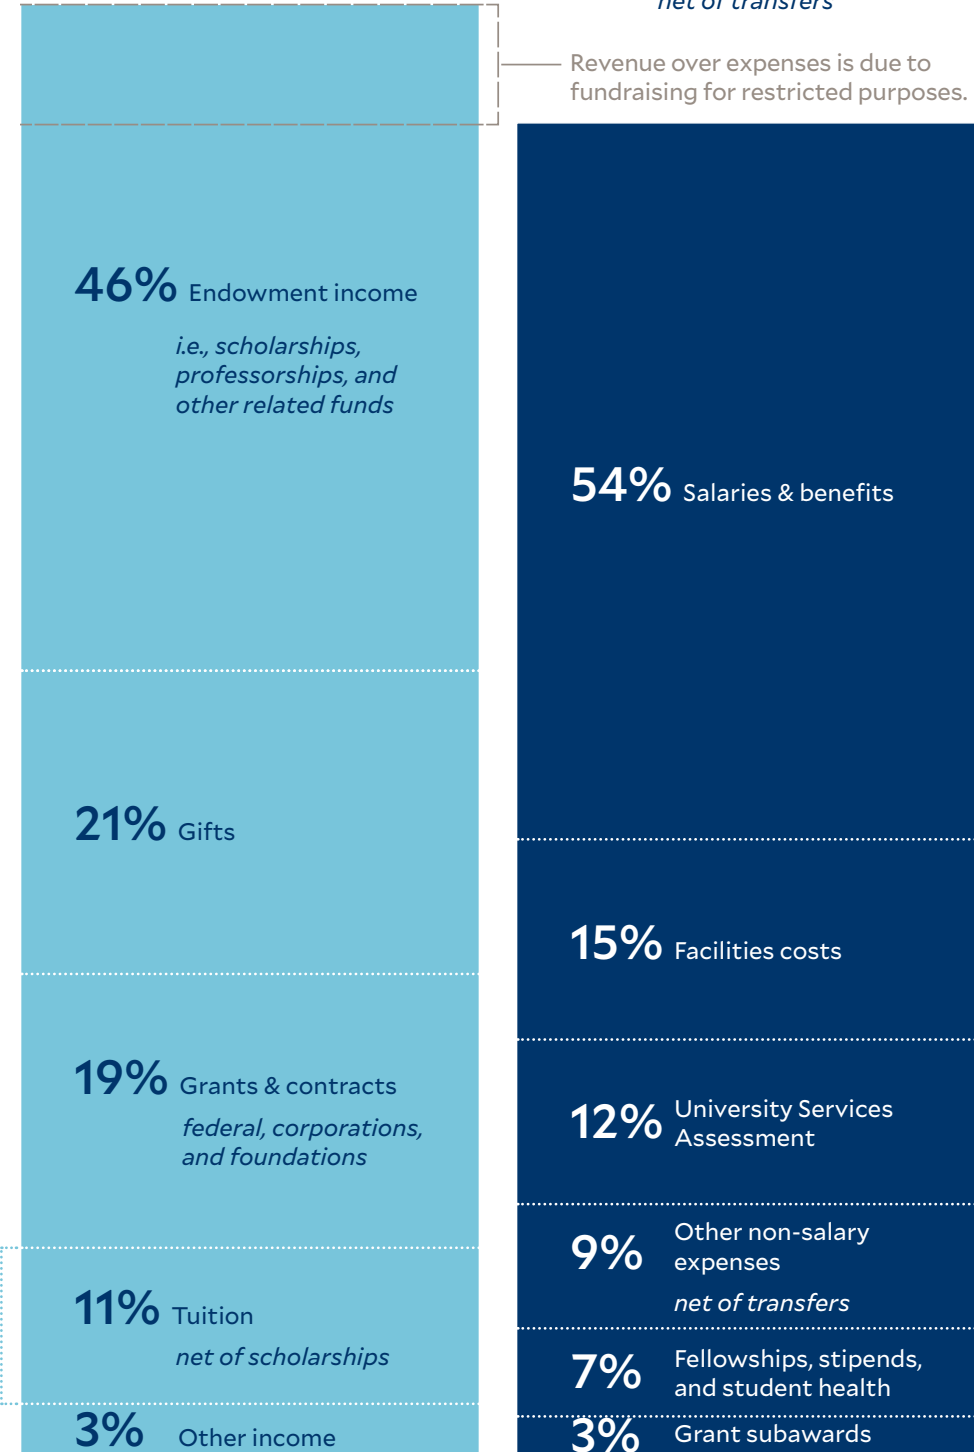 net of transfers
Revenue over expenses is due to
fundraising for restricted purposes.
46% Endowment income
i.e., scholarships,
professorships, and
other related funds
21% Gifts
19% Grants & contracts
federal, corporations,
and foundations
11% Tuition
net of scholarships
3% Other income
54% Salaries & benefits
15% Facilities costs
12% University Services
Assessment
9% Other non-salary
expenses
net of transfers
7% Fellowships, stipends,
and student health
3% Grant subawards